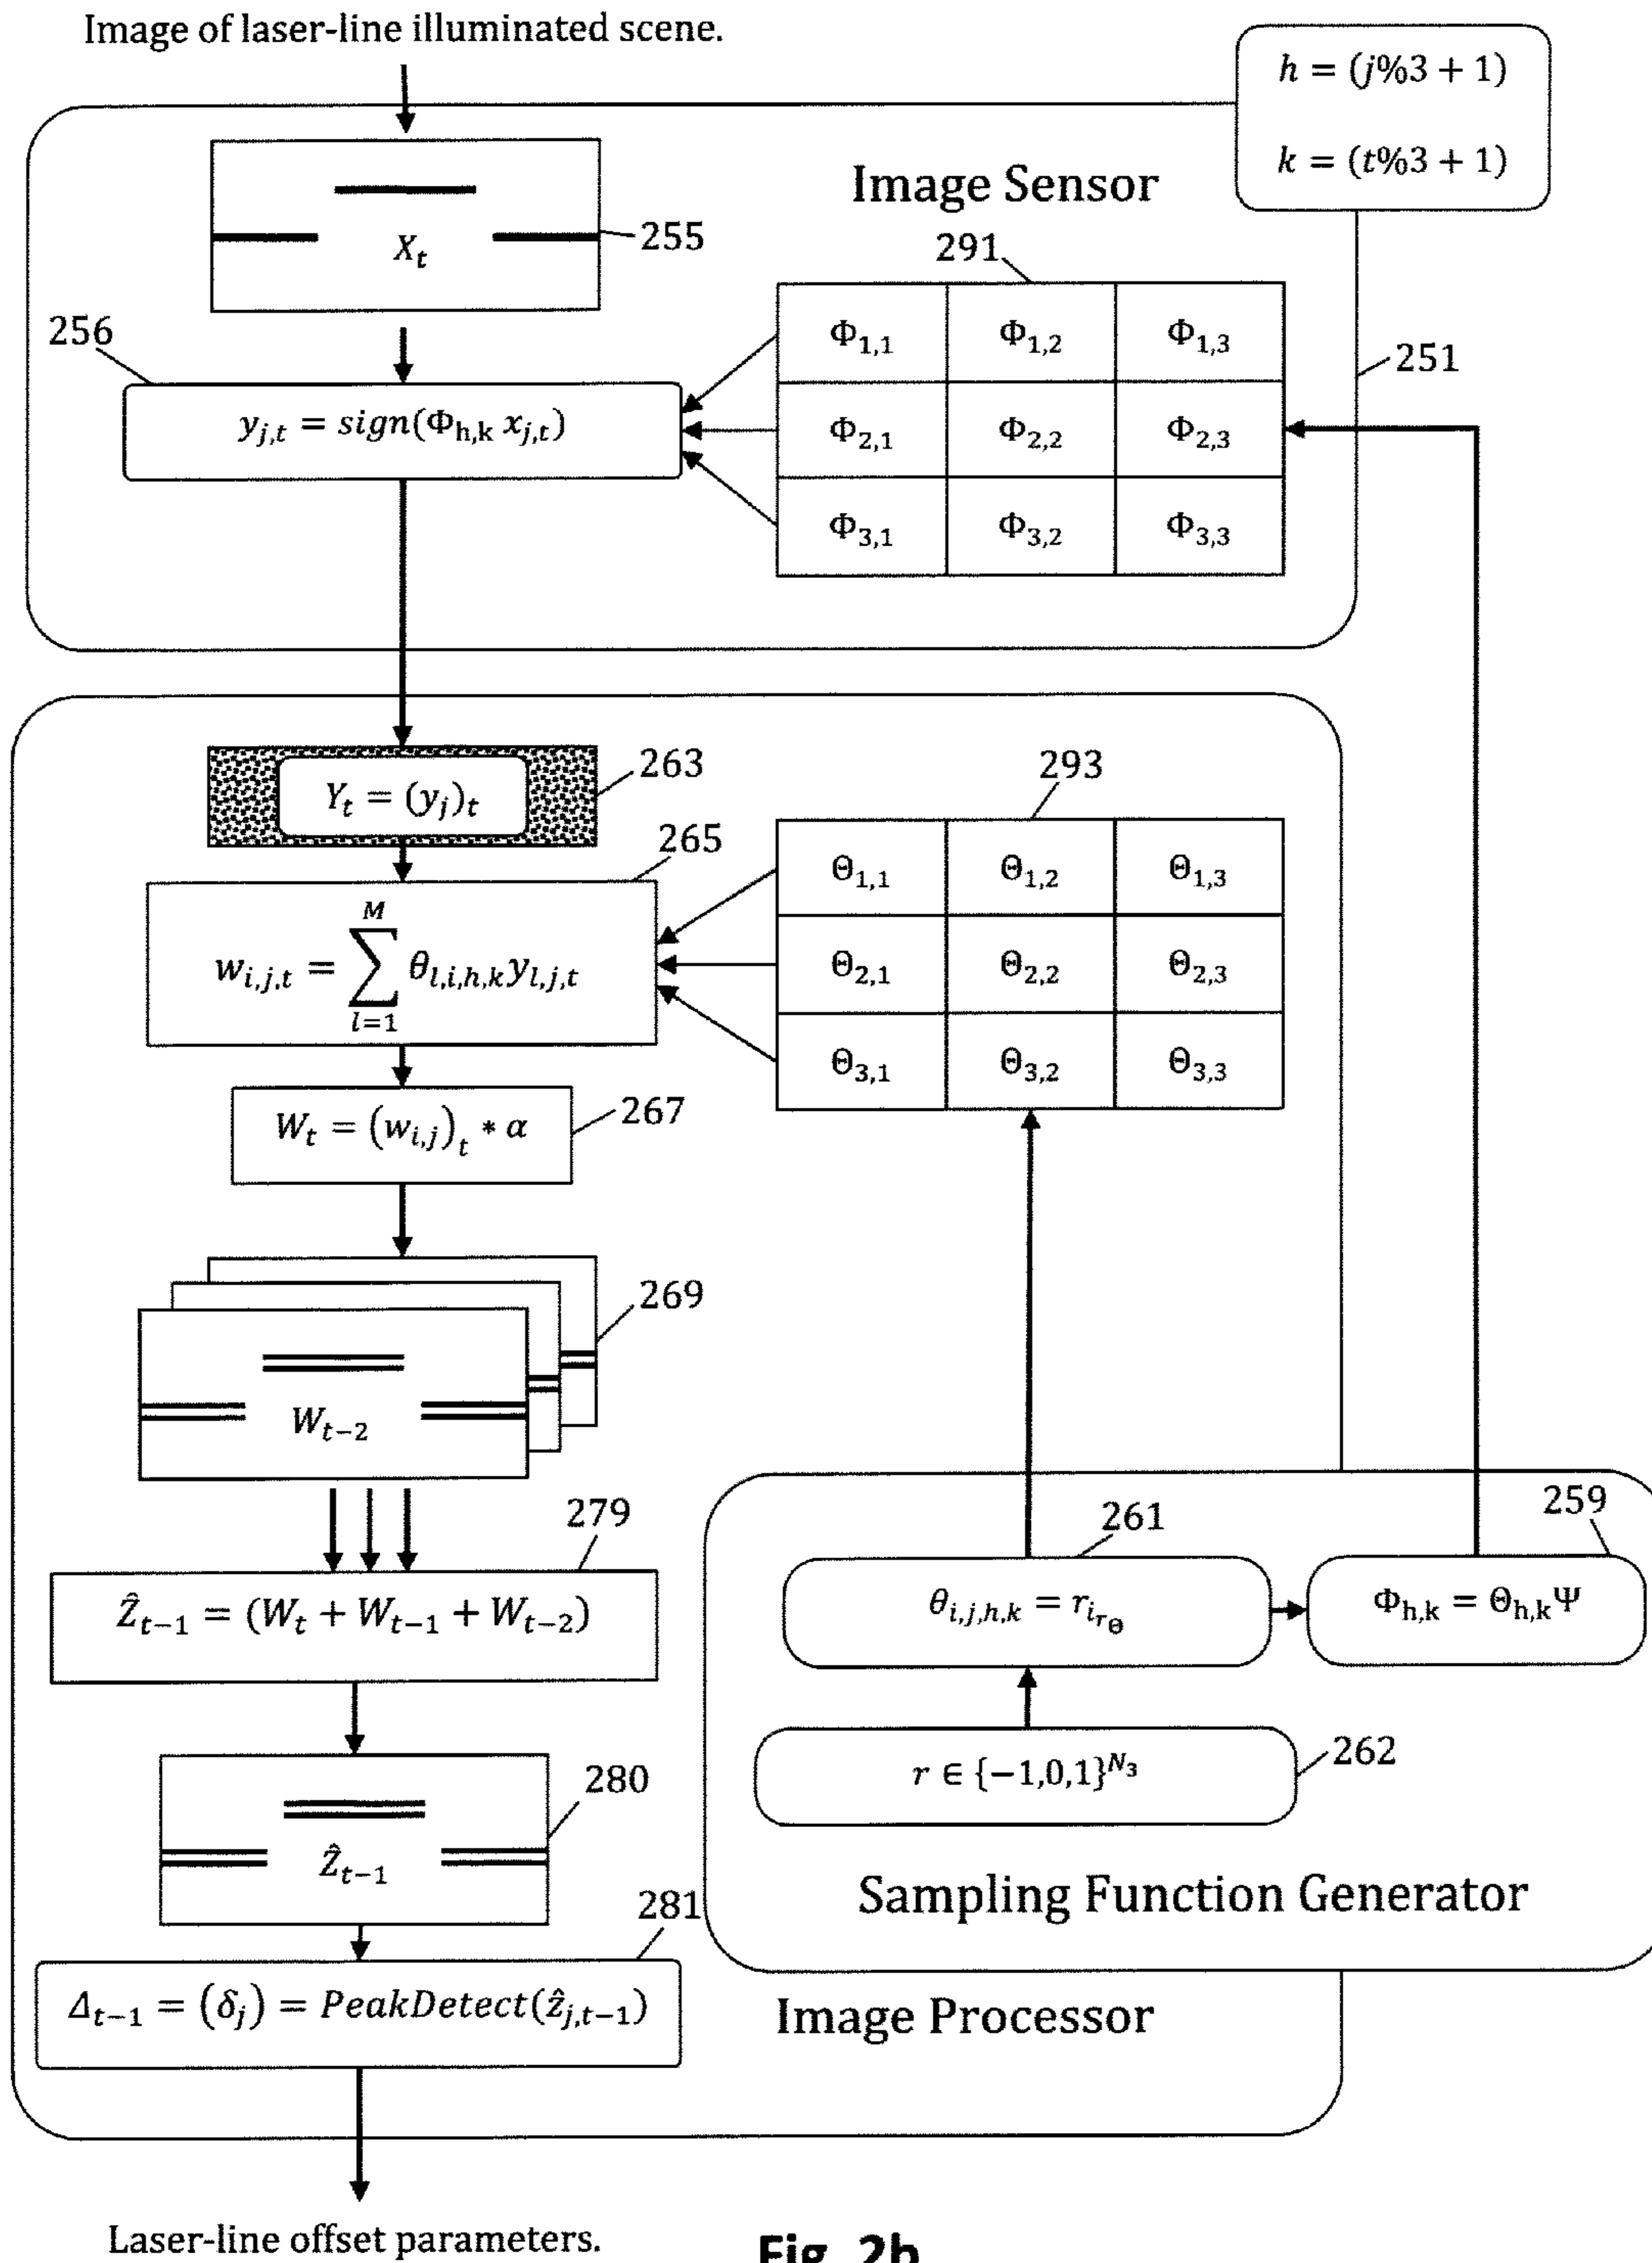 Image of laser-line illuminated scene.
h = (j%3 + 1)
k = (t%3 + 1)
Image Sensor
X_t
255
291
256
y_{j,t} = sign(Φ_{h,k} x_{j,t})
Φ_{1,1} Φ_{1,2} Φ_{1,3}
Φ_{2,1} Φ_{2,2} Φ_{2,3}
Φ_{3,1} Φ_{3,2} Φ_{3,3}
251
Y_t = (y_j)_t
263
293
265
w_{i,j,t} = \sum_{l=1}^{M} θ_{l,i,h,k} y_{l,j,t}
Θ_{1,1} Θ_{1,2} Θ_{1,3}
Θ_{2,1} Θ_{2,2} Θ_{2,3}
Θ_{3,1} Θ_{3,2} Θ_{3,3}
W_t = (w_{i,j})_t * α
267
269
W_{t−2}
279
Ẑ_{t−1} = (W_t + W_{t−1} + W_{t−2})
261
259
θ_{i,j,h,k} = r_{i_{r_Θ}}
Φ_{h,k} = Θ_{h,k}Ψ
r ∈ {−1,0,1}^{N_3}
262
280
Ẑ_{t−1}
Sampling Function Generator
281
Δ_{t−1} = (δ_j) = PeakDetect(ẑ_{j,t−1})
Image Processor
Laser-line offset parameters.
Fig. 2b